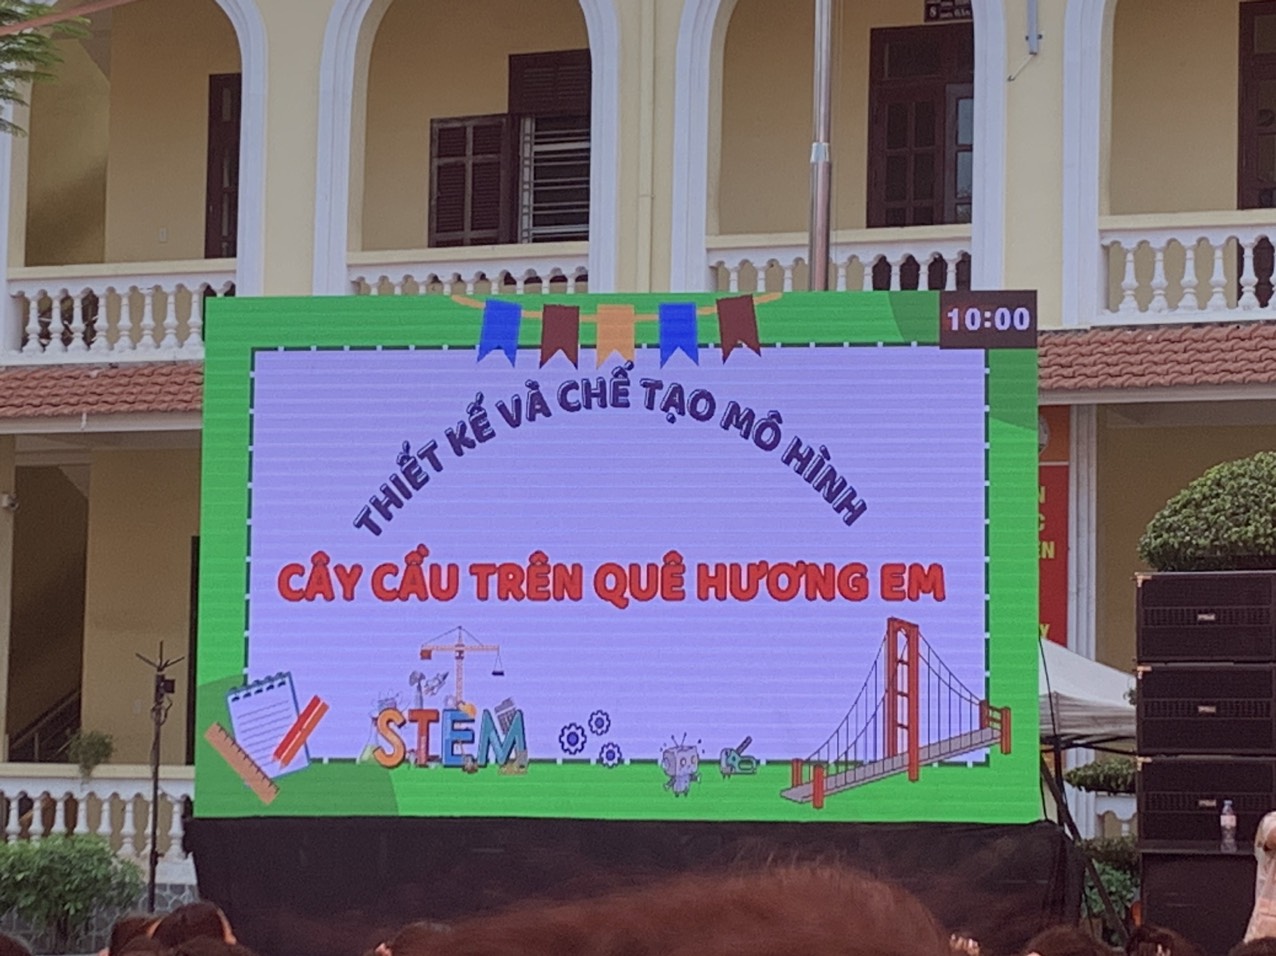 10:00
THIẾT KẾ VÀ CHẾ TẠO MÔ HÌNH
CÂY CẦU TRÊN QUÊ HƯƠNG EM
STEM